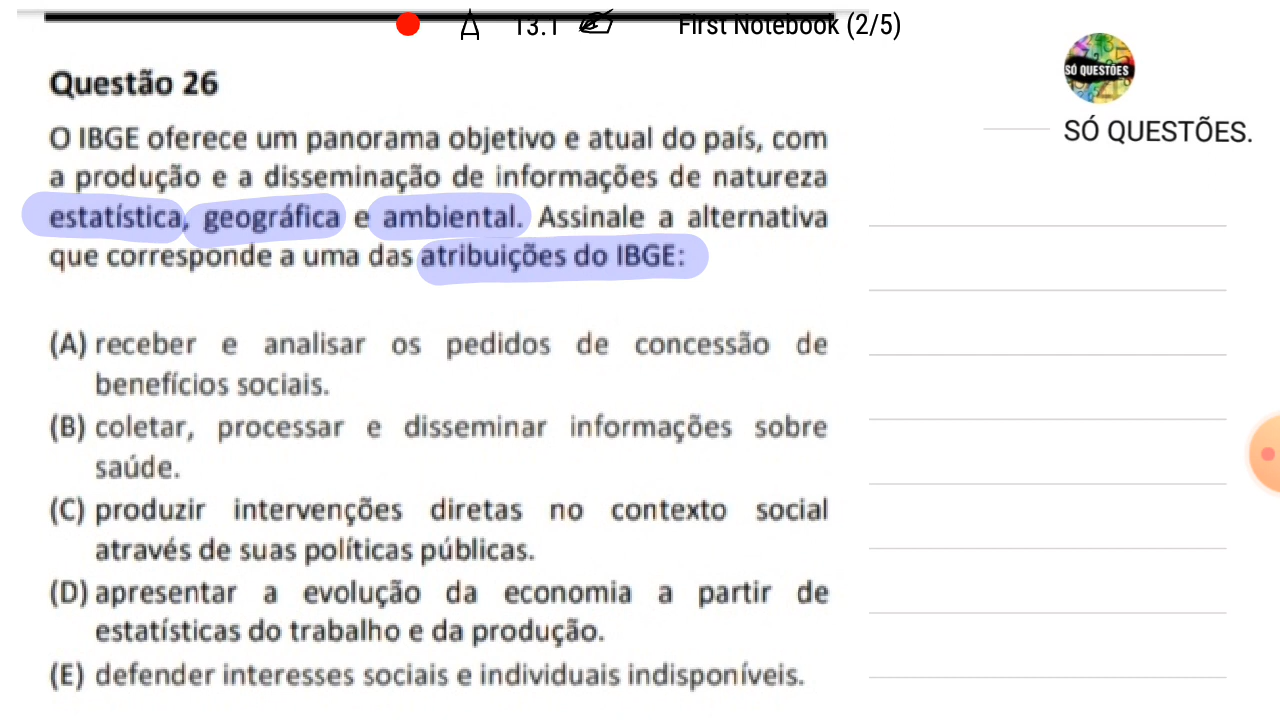 13.1 First Notebook (2/5)
SÓ QUESTÕES
SÓ QUESTÕES.
Questão 26
O IBGE oferece um panorama objetivo e atual do país, com
a produção e a disseminação de informações de natureza
estatística, geográfica e ambiental. Assinale a alternativa
que corresponde a uma das atribuições do IBGE:
(A) receber e analisar os pedidos de concessão de
benefícios sociais.
(B) coletar, processar e disseminar informações sobre
saúde.
(C) produzir intervenções diretas no contexto social
através de suas políticas públicas.
(D) apresentar a evolução da economia a partir de
estatísticas do trabalho e da produção.
(E) defender interesses sociais e individuais indisponíveis.